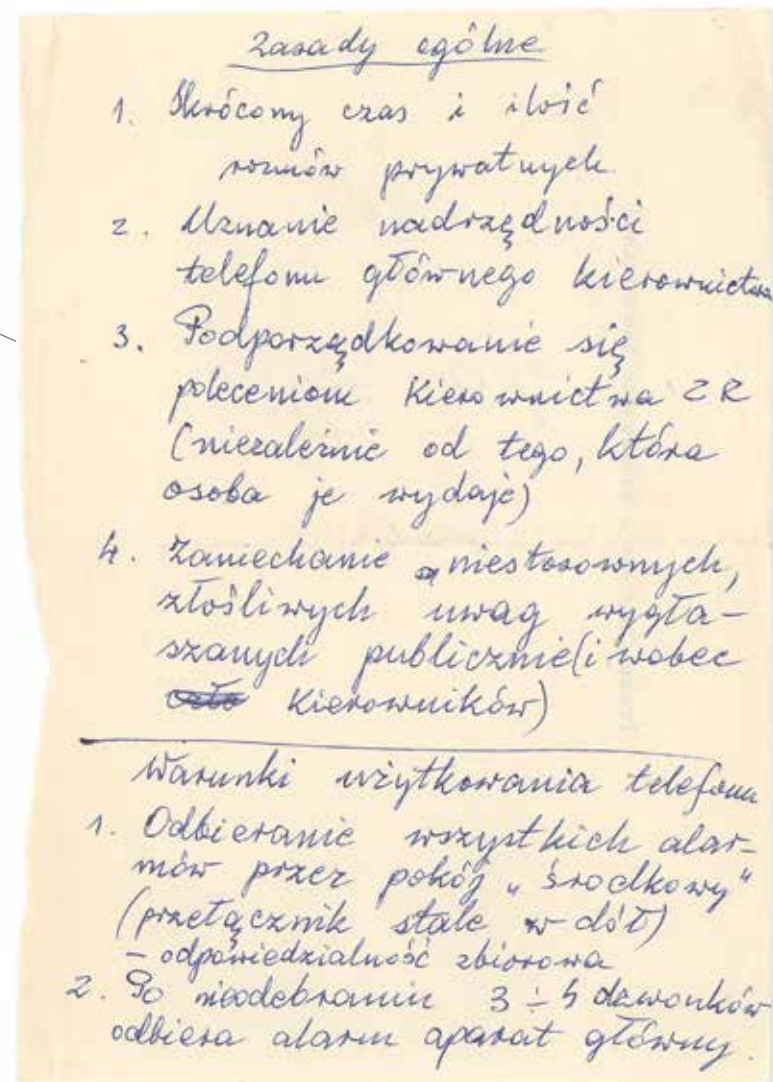 Zasady ogólne
1. Skrócony czas i ilość
rozmów prywatnych.
2. Uznanie nadrzędności
telefonu głównego kierownictwa
3. Podporządkowanie się
poleceniom Kierownictwa ZR
(niezależnie od tego, która
osoba je wydaje)
4. Zaniechanie niestosownych,
złośliwych uwag wygła-
szanych publicznie (i wobec
Kierowników)
Warunki użytkowania telefonu
1. Odbieranie wszystkich alar-
mów przez pokój „środkowy"
(przełącznik stale w dół)
- odpowiedzialność zbiorowa
2. Po nieodebraniu 3 ÷ 4 dzwonków
odbiera alarm aparat główny.